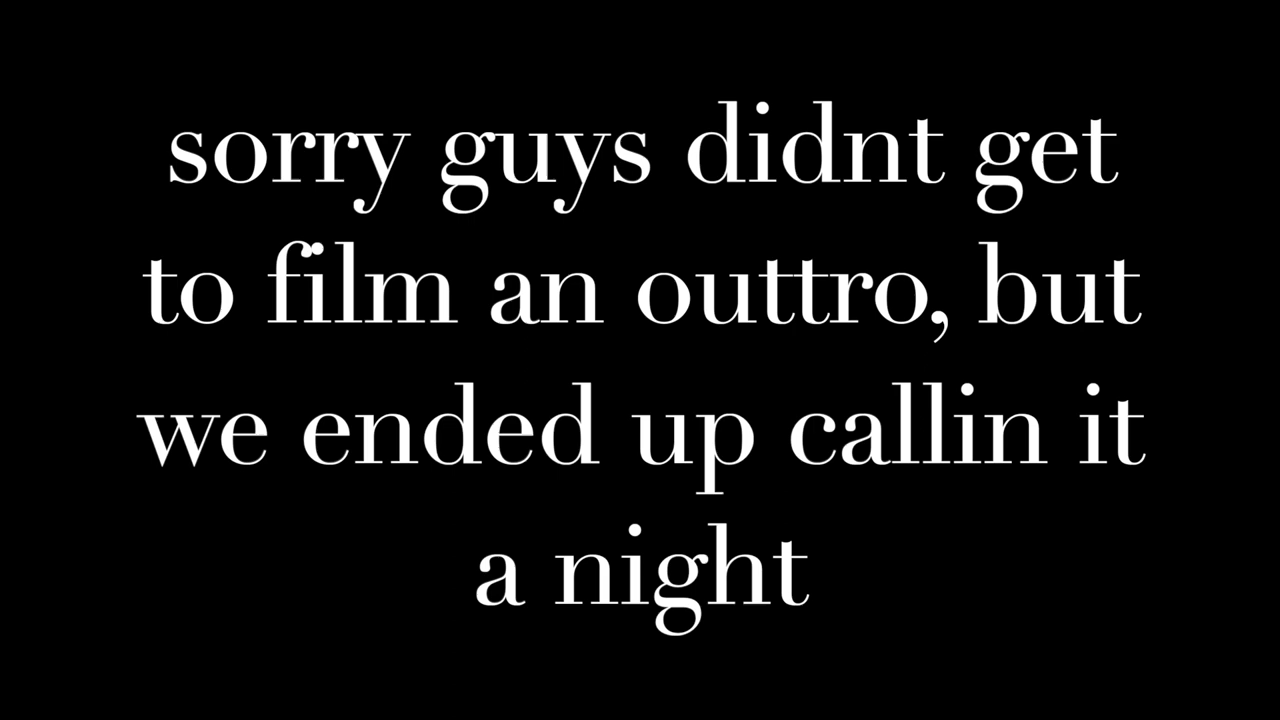 sorry guys didnt get
to film an outtro, but
we ended up callin it
a night